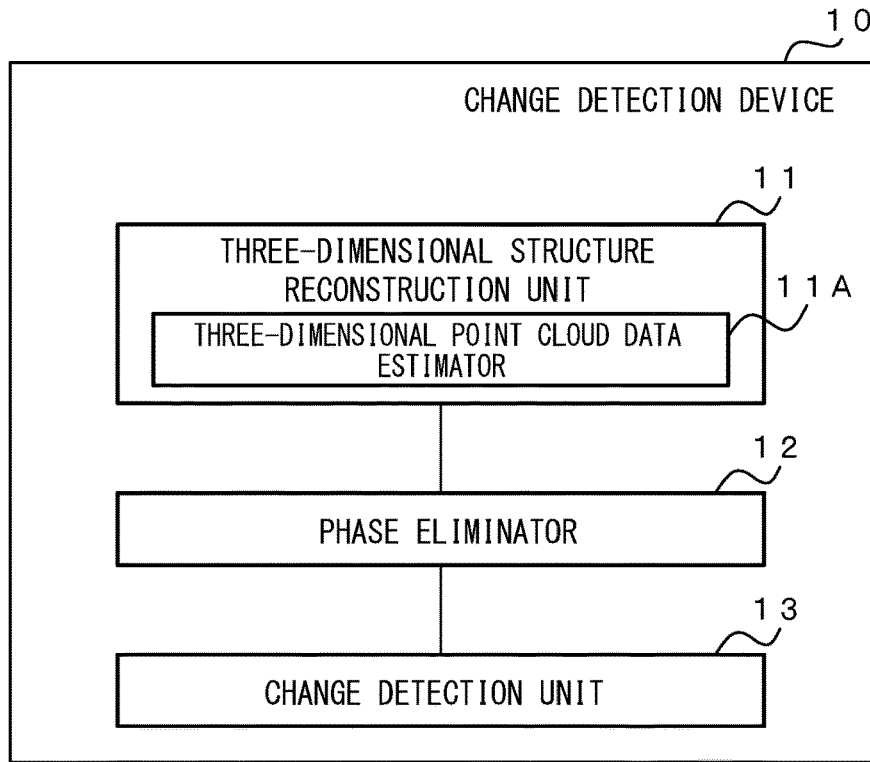 10
CHANGE DETECTION DEVICE
11
THREE-DIMENSIONAL STRUCTURE
RECONSTRUCTION UNIT
11A
THREE-DIMENSIONAL POINT CLOUD DATA
ESTIMATOR
12
PHASE ELIMINATOR
13
CHANGE DETECTION UNIT